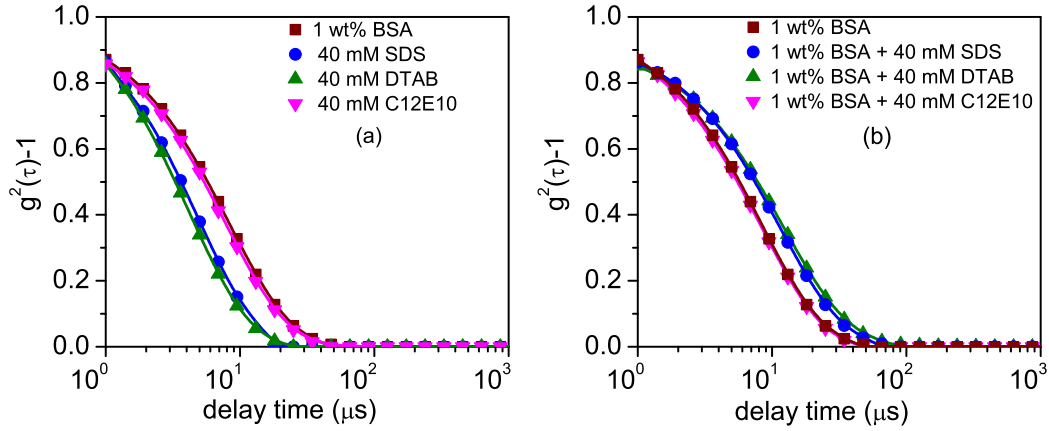 1 wt% BSA
40 mM SDS
40 mM DTAB
40 mM C12E10
(a)
g²(τ)-1
1.0
0.8
0.6
0.4
0.2
0.0
10⁰ 10¹ 10² 10³
delay time (μs)
1 wt% BSA
1 wt% BSA + 40 mM SDS
1 wt% BSA + 40 mM DTAB
1 wt% BSA + 40 mM C12E10
(b)
g²(τ)-1
1.0
0.8
0.6
0.4
0.2
0.0
10⁰ 10¹ 10² 10³
delay time (μs)